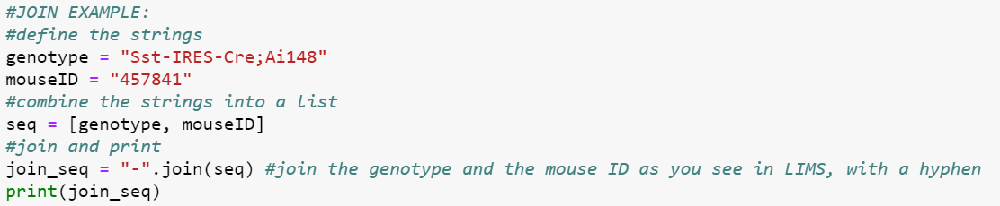 #JOIN EXAMPLE:
#define the strings
genotype = "Sst-IRES-Cre;Ai148"
mouseID = "457841"
#combine the strings into a list
seq = [genotype, mouseID]
#join and print
join_seq = "-".join(seq) #join the genotype and the mouse ID as you see in LIMS, with a hyphen
print(join_seq)